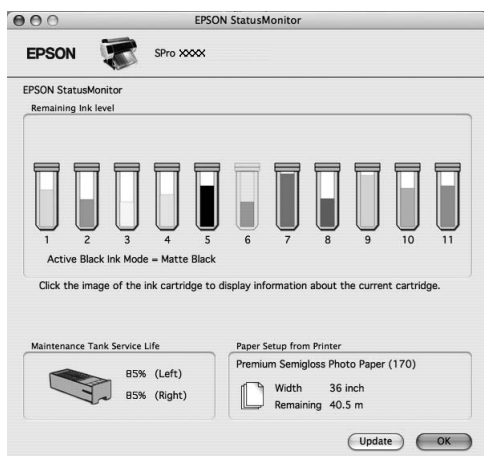 EPSON StatusMonitor
EPSON SPro XXXX
EPSON StatusMonitor
Remaining Ink level
1 2 3 4 5 6 7 8 9 10 11
Active Black Ink Mode = Matte Black
Click the image of the ink cartridge to display information about the current cartridge.
Maintenance Tank Service Life
85% (Left)
85% (Right)
Paper Setup from Printer
Premium Semigloss Photo Paper (170)
Width 36 inch
Remaining 40.5 m
Update OK